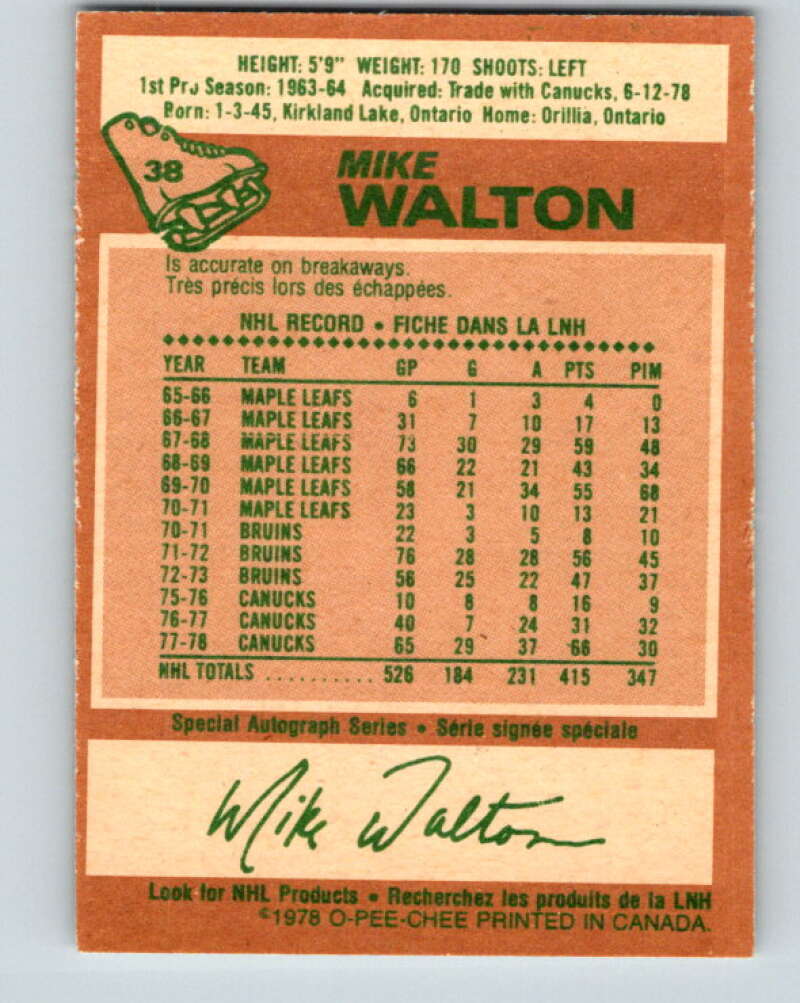 HEIGHT: 5'9" WEIGHT: 170 SHOOTS: LEFT
1st Pro Season: 1963-64 Acquired: Trade with Canucks, 6-12-78
Born: 1-3-45, Kirkland Lake, Ontario Home: Orillia, Ontario
38
MIKE
WALTON
Is accurate on breakaways.
Très précis lors des échappées.
NHL RECORD • FICHE DANS LA LNH
YEAR TEAM GP G A PTS PIM
65-66 MAPLE LEAFS 6 1 3 4 0
66-67 MAPLE LEAFS 31 7 10 17 13
67-68 MAPLE LEAFS 73 30 29 59 48
68-69 MAPLE LEAFS 66 22 21 43 34
69-70 MAPLE LEAFS 58 21 34 55 68
70-71 MAPLE LEAFS 23 3 10 13 21
70-71 BRUINS 22 3 5 8 10
71-72 BRUINS 76 28 28 56 45
72-73 BRUINS 56 25 22 47 37
75-76 CANUCKS 10 8 8 16 9
76-77 CANUCKS 40 7 24 31 32
77-78 CANUCKS 65 29 37 66 30
NHL TOTALS .......... 526 184 231 415 347
Special Autograph Series • Série signée spéciale
Mike Walton
Look for NHL Products • Recherchez les produits de la LNH
©1978 O-PEE-CHEE PRINTED IN CANADA.